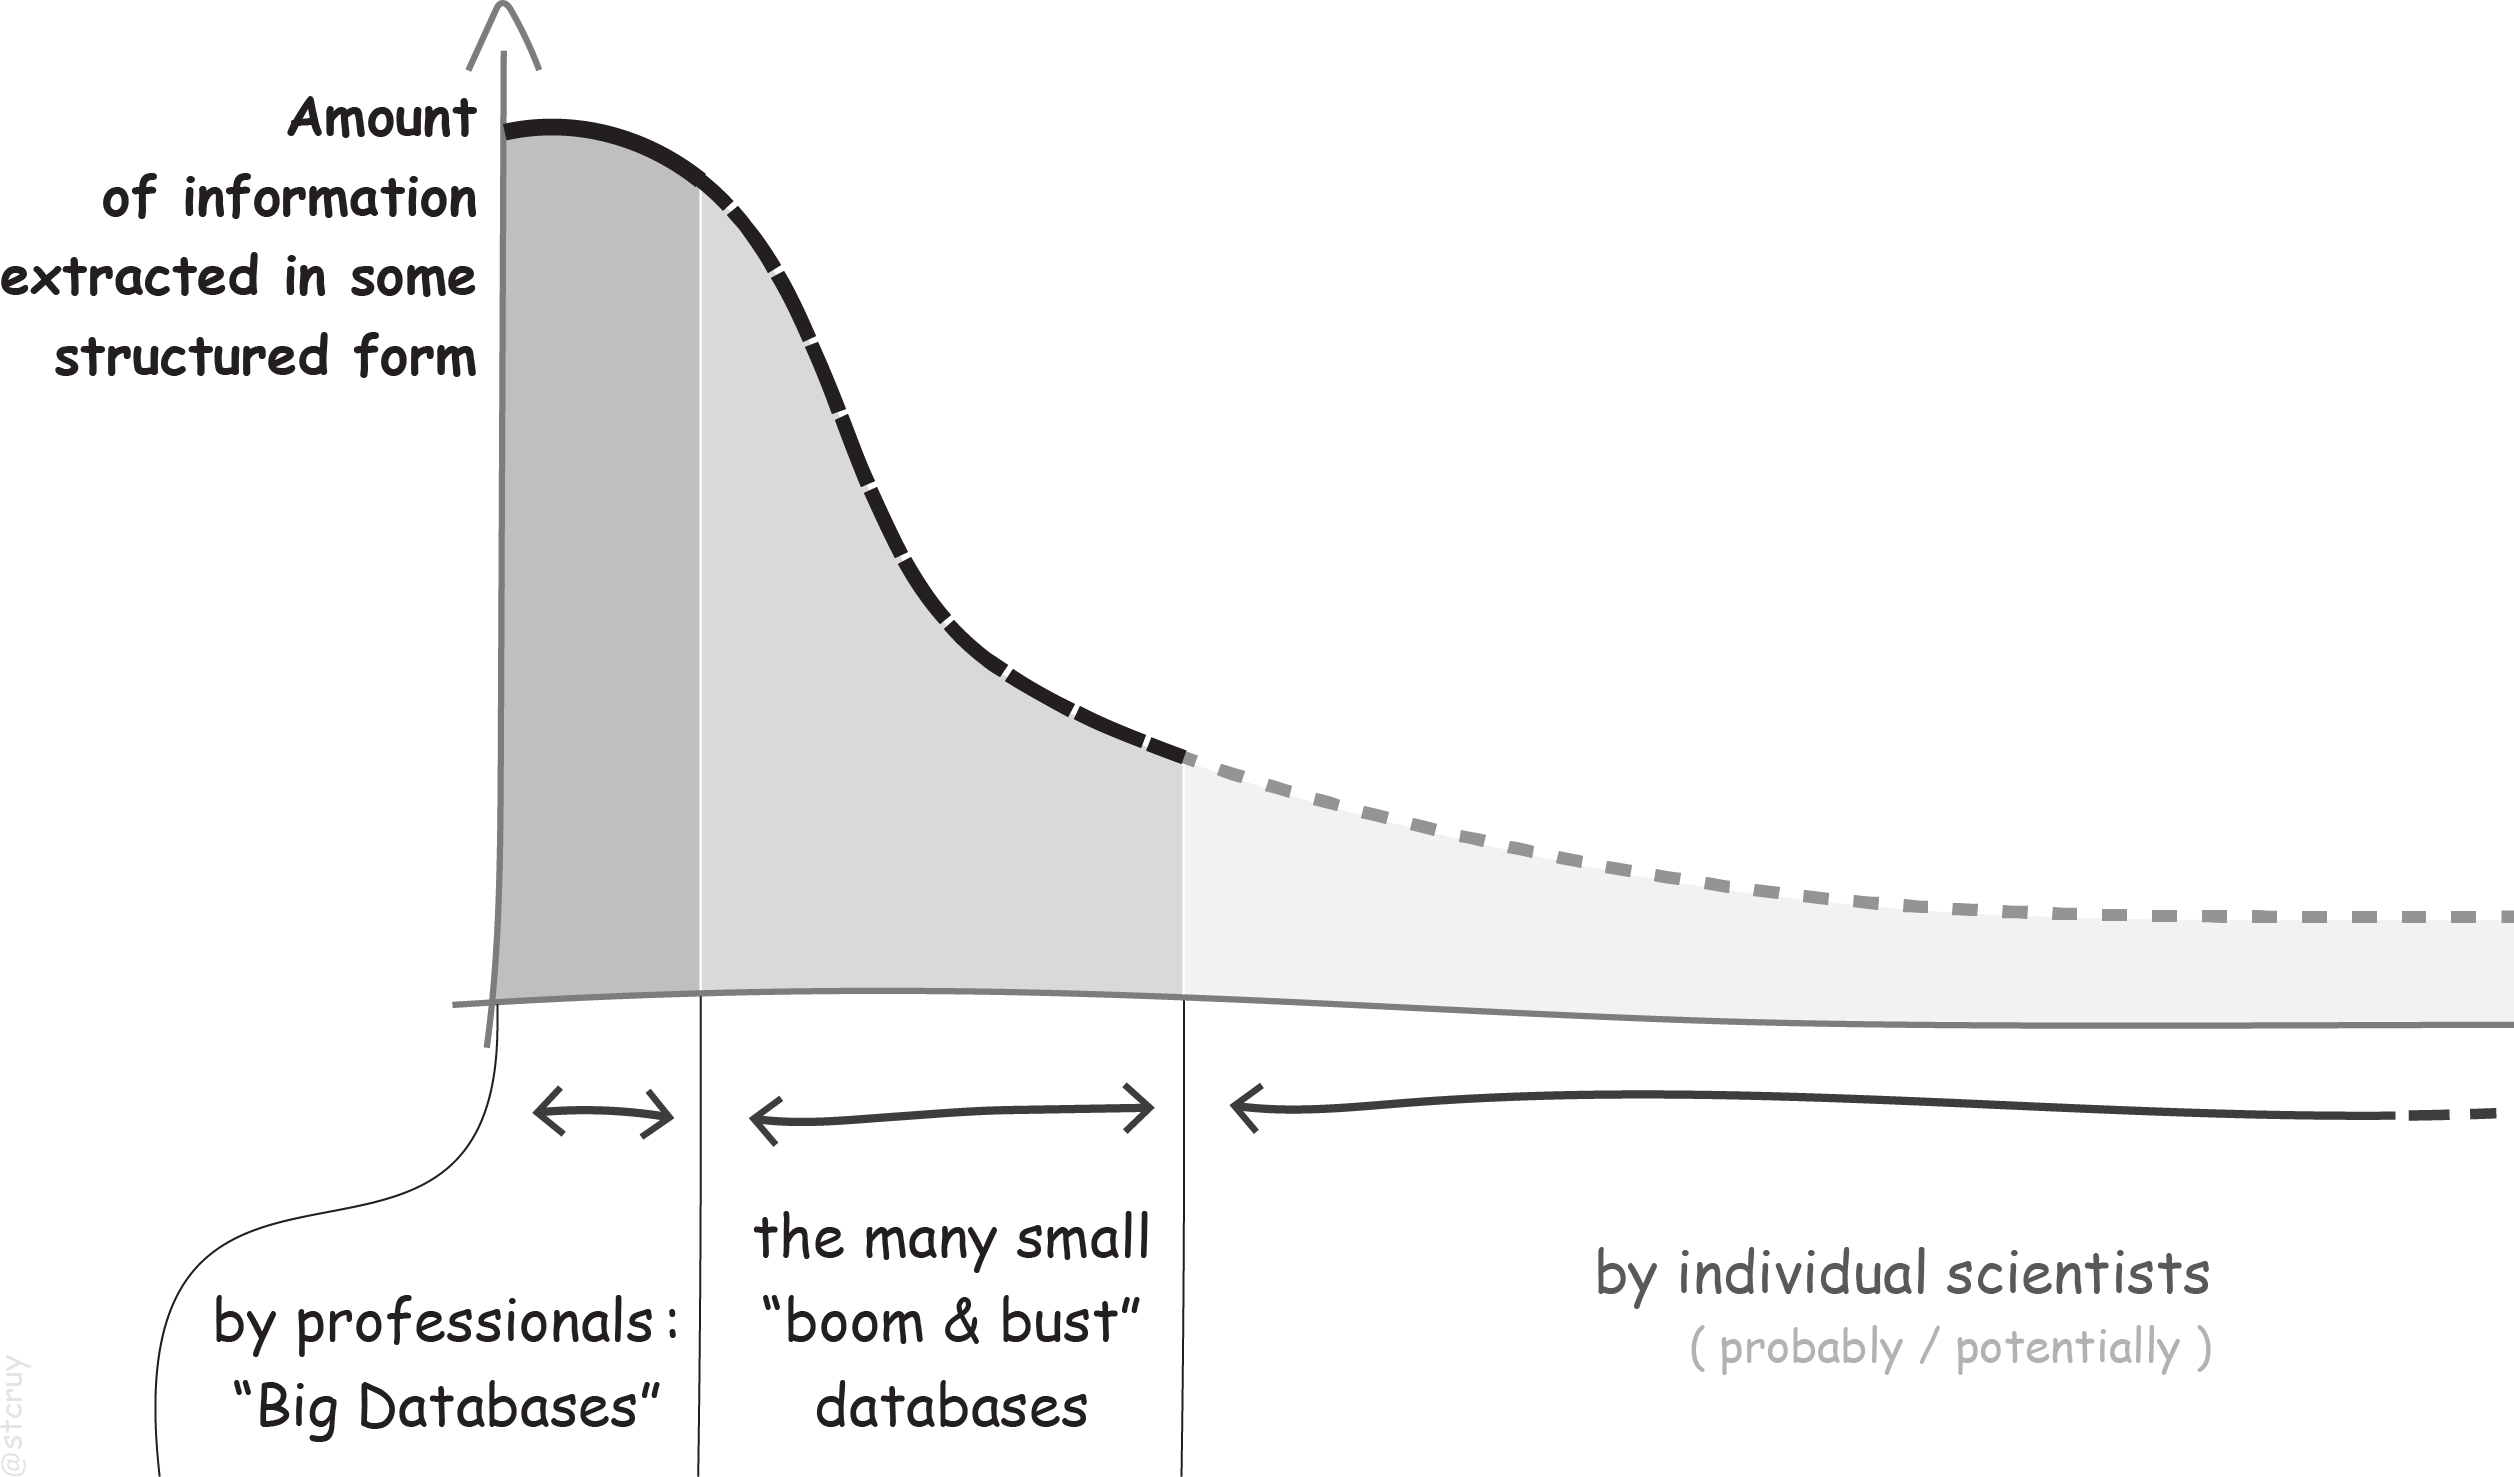 Amount
of information
extracted in some
structured form
by professionals:
“Big Databases”
the many small
“boom & bust”
databases
by individual scientists
( probably / potentially )
@stcruy